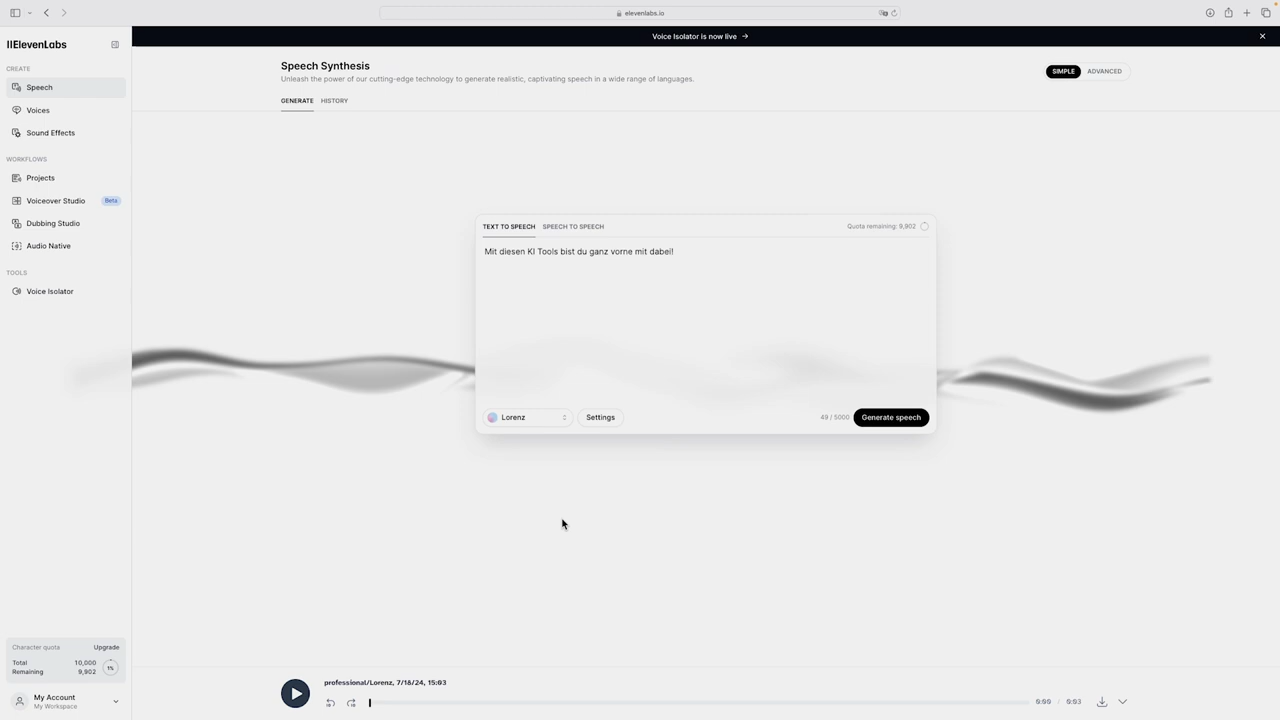 elevenlabs.io
IIElevenLabs
Voice Isolator is now live →
CREATE
Speech
Voices
Sound Effects
WORKFLOWS
Projects
Voiceover Studio Beta
Dubbing Studio
Audio Native
TOOLS
Voice Isolator
Speech Synthesis
Unleash the power of our cutting-edge technology to generate realistic, captivating speech in a wide range of languages.
SIMPLE ADVANCED
GENERATE HISTORY
TEXT TO SPEECH SPEECH TO SPEECH Quota remaining: 9,902
Mit diesen KI Tools bist du ganz vorne mit dabei!
Lorenz Settings 49 / 5000 Generate speech
Character quota Upgrade
Total 10,000
Remaining 9,902
1%
My Account
My Workspace
professional/Lorenz, 7/18/24, 15:03
0:00 / 0:03